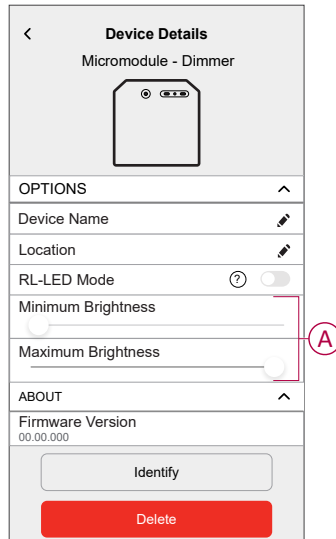 Device Details
Micromodule - Dimmer
OPTIONS
Device Name
Location
RL-LED Mode ?
Minimum Brightness
Maximum Brightness
A
ABOUT
Firmware Version
00.00.000
Identify
Delete